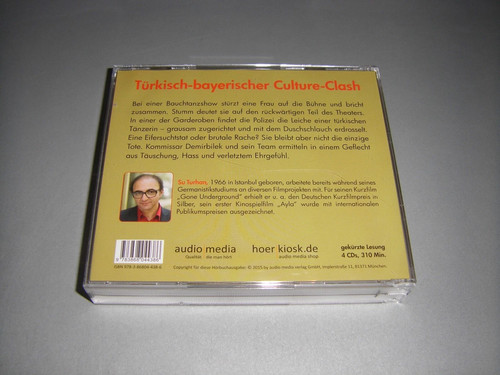 Türkisch-bayerischer Culture-Clash
Bei einer Bauchtanzshow stürzt eine Frau auf die Bühne und bricht
zusammen. Stumm deutet sie auf den rückwärtigen Teil des Theaters.
In einer der Garderoben findet die Polizei die Leiche einer türkischen
Tänzerin – grausam zugerichtet und mit dem Duschschlauch erdrosselt.
Eine Eifersuchtstat oder brutale Rache? Sie bleibt aber nicht die einzige
Tote. Kommissar Demirbilek und sein Team ermitteln in einem Geflecht
aus Täuschung, Hass und verletztem Ehrgefühl.
Su Turhan, 1966 in Istanbul geboren, arbeitete bereits während seines
Germanistikstudiums an diversen Filmprojekten mit. Für seinen Kurzfilm
„Gone Underground" erhielt er u. a. den Deutschen Kurzfilmpreis in
Silber, sein erster Kinospielfilm „Ayla" wurde mit internationalen
Publikumspreisen ausgezeichnet.
audio media
hoer kiosk.de
audio media shop
gekürzte Lesung
4 CDs, 310 Min.